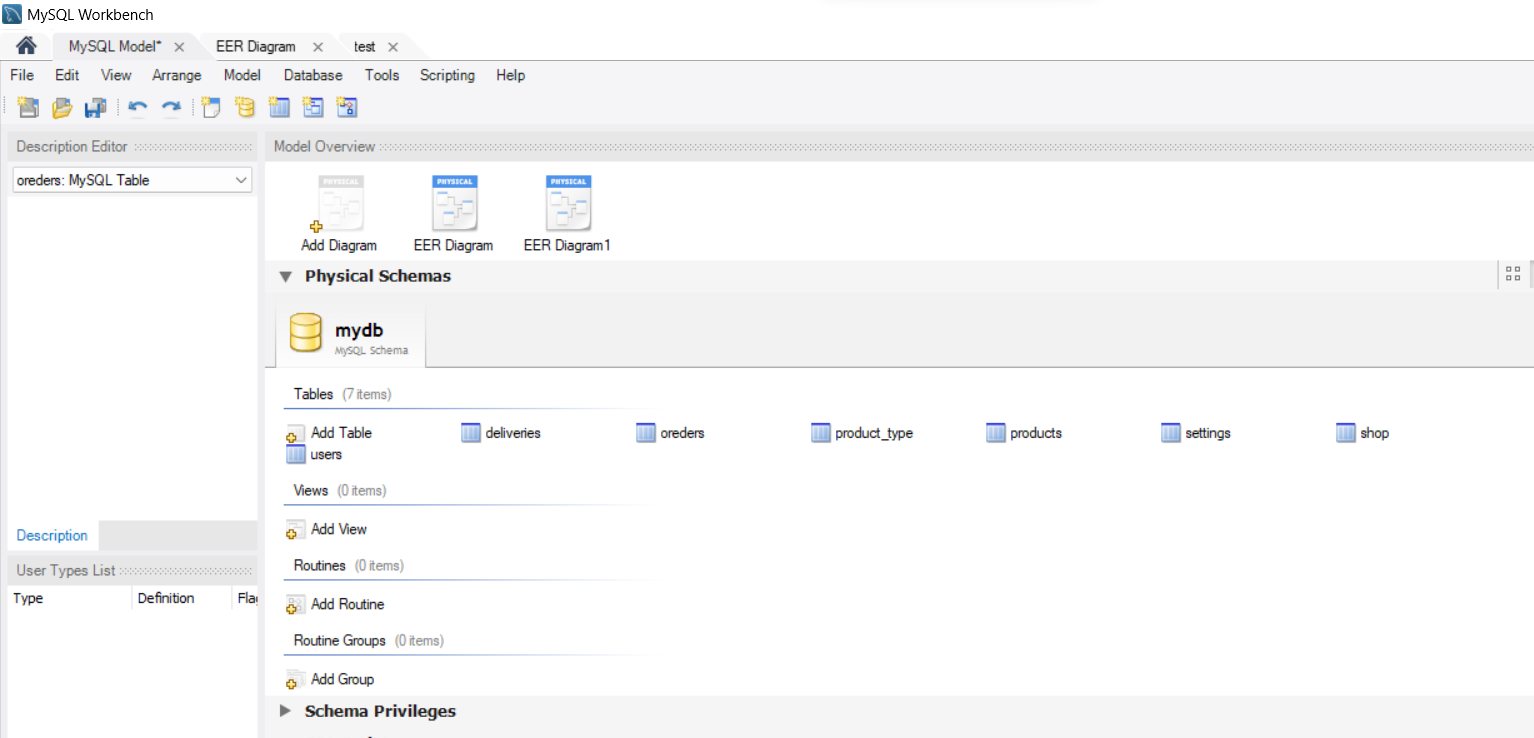 MySQL Workbench
MySQL Model* EER Diagram test
File Edit View Arrange Model Database Tools Scripting Help
Description Editor
Model Overview
oreders: MySQL Table
PHYSICAL PHYSICAL PHYSICAL
Add Diagram EER Diagram EER Diagram1
Physical Schemas
mydb
MySQL Schema
Tables (7 items)
Add Table deliveries oreders product_type products settings shop
users
Views (0 items)
Add View
Description
Routines (0 items)
User Types List
Type Definition Flag
Add Routine
Routine Groups (0 items)
Add Group
Schema Privileges